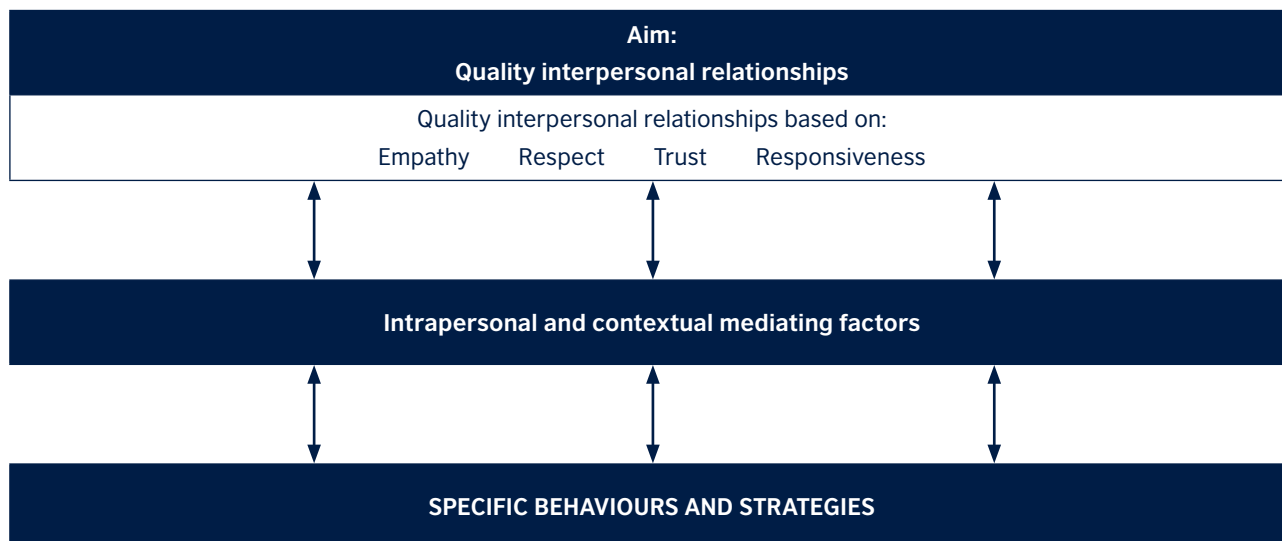 Aim:
Quality interpersonal relationships
Quality interpersonal relationships based on:
Empathy Respect Trust Responsiveness
Intrapersonal and contextual mediating factors
SPECIFIC BEHAVIOURS AND STRATEGIES